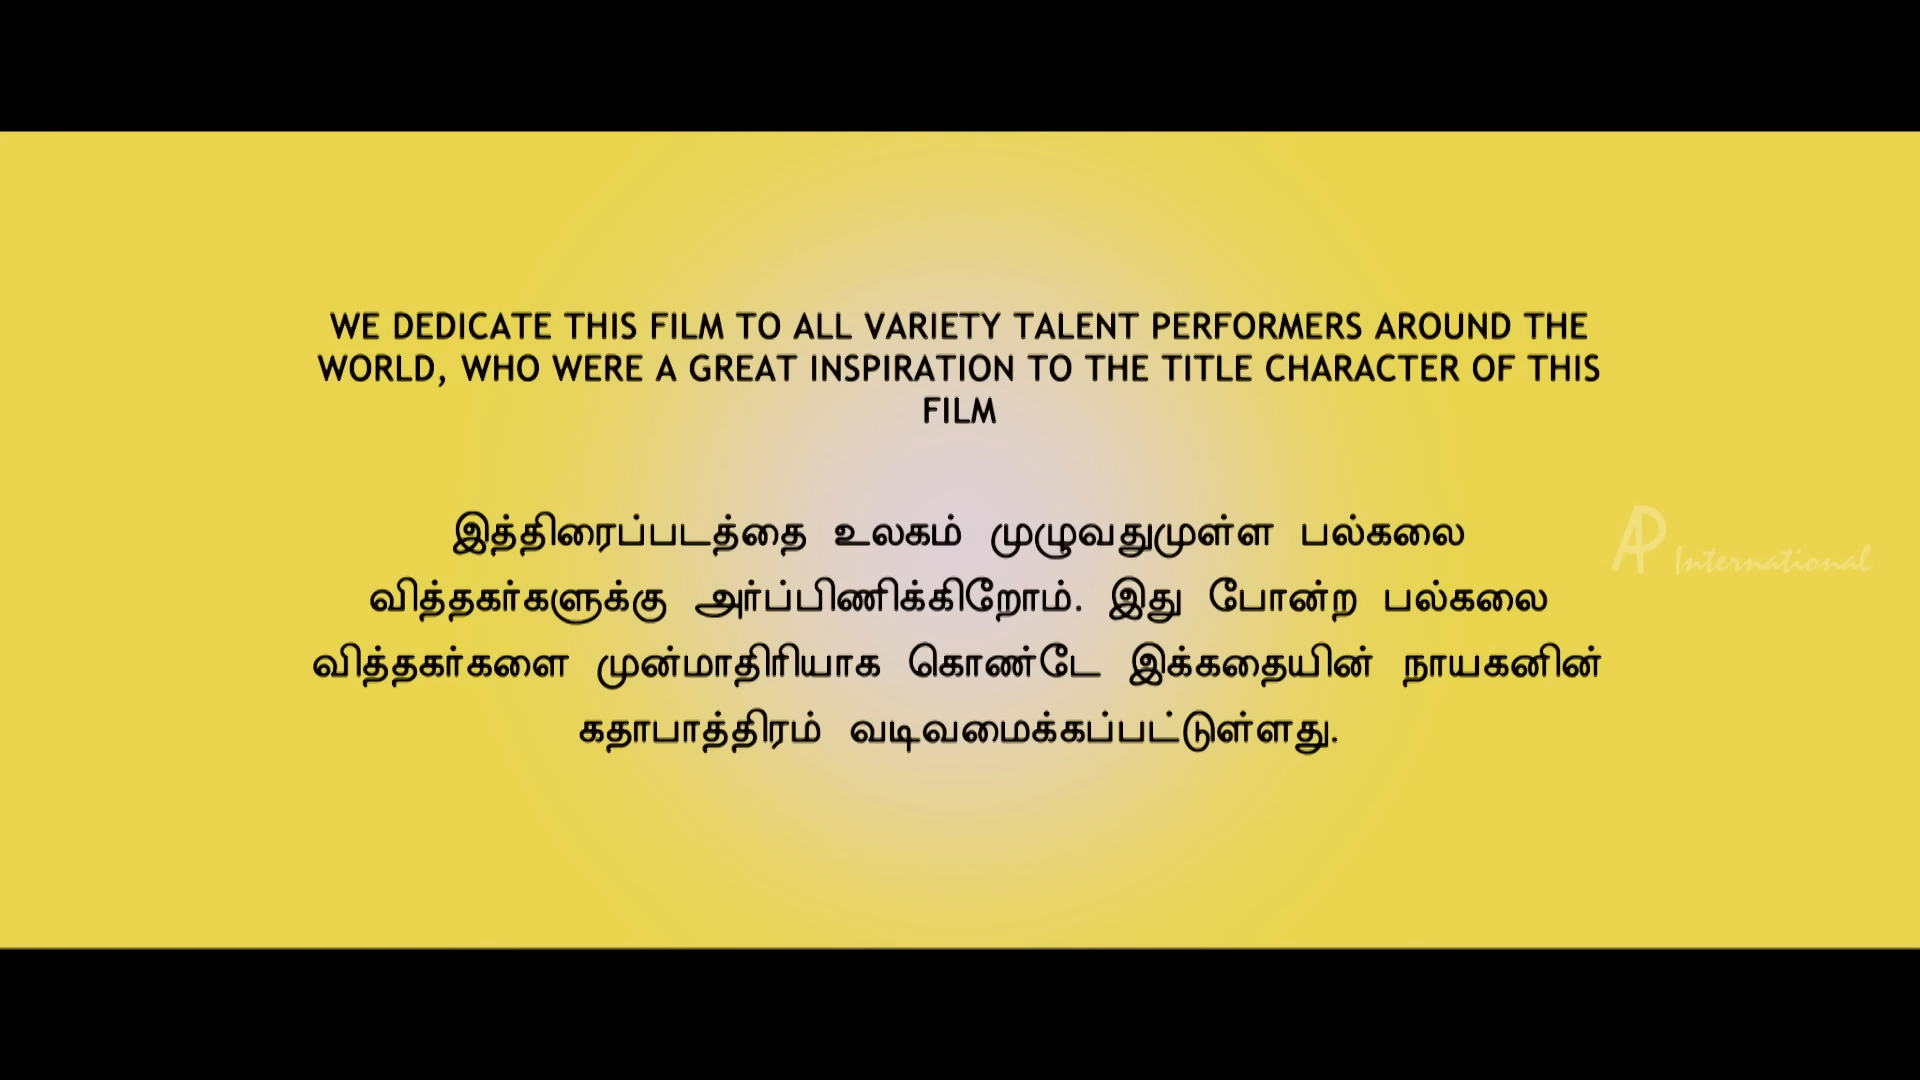 WE DEDICATE THIS FILM TO ALL VARIETY TALENT PERFORMERS AROUND THE
WORLD, WHO WERE A GREAT INSPIRATION TO THE TITLE CHARACTER OF THIS
FILM
இத்திரைப்படத்தை உலகம் முழுவதுமுள்ள பல்கலை
வித்தகர்களுக்கு அர்ப்பிணிக்கிறோம். இது போன்ற பல்கலை
வித்தகர்களை முன்மாதிரியாக கொண்டே இக்கதையின் நாயகனின்
கதாபாத்திரம் வடிவமைக்கப்பட்டுள்ளது.
AP International